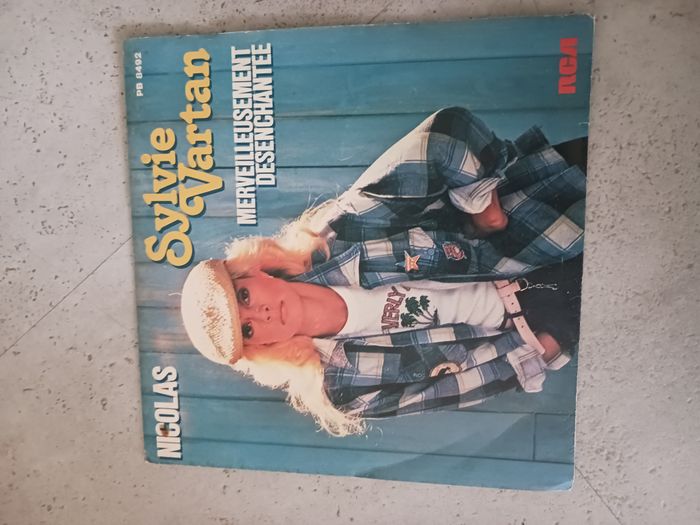 PB 8492
Sylvie
Vartan
MERVEILLEUSEMENT
DESENCHANTEE
NICOLAS
RCA